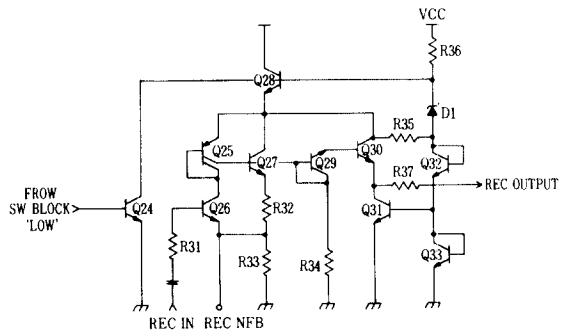 VCC
R36
Q28
D1
R35
Q25
Q27
Q29
Q30
Q32
R37
FROM
SW BLOCK
'LOW'
Q24
Q26
R32
Q31
REC OUTPUT
R31
R33
R34
Q33
REC IN
REC NFB